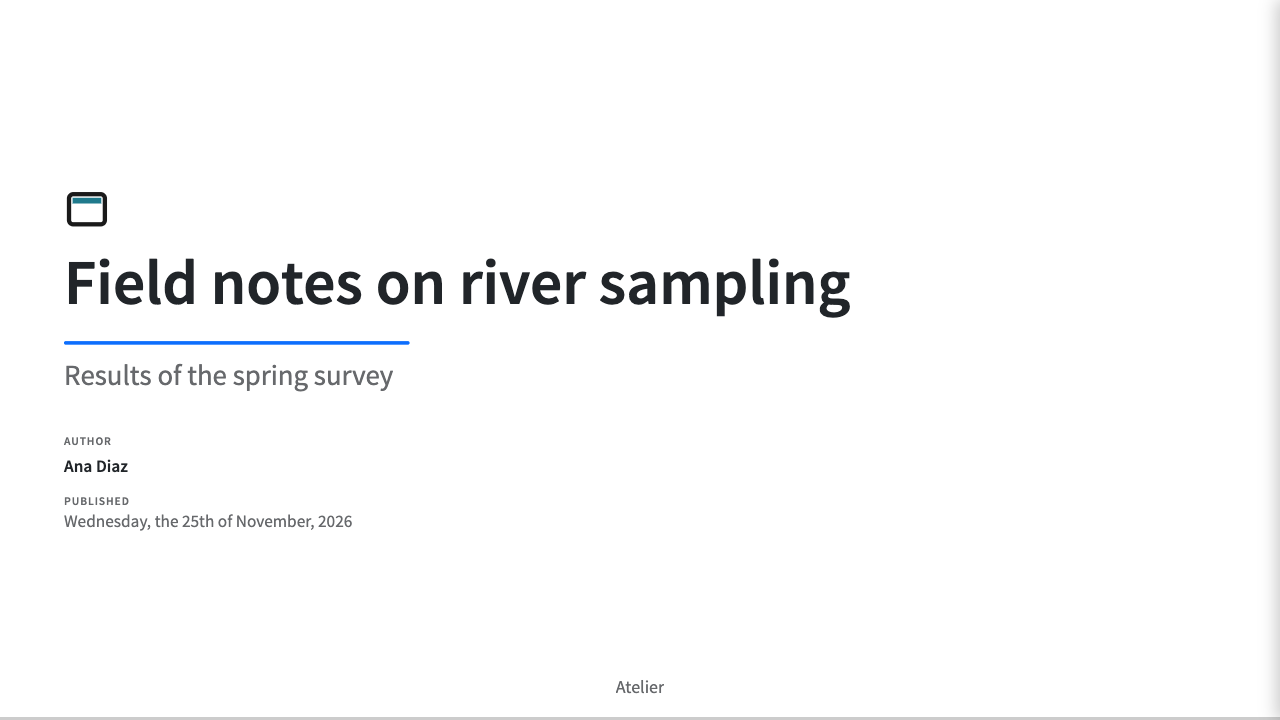 Field notes on river sampling
Results of the spring survey
AUTHOR
Ana Diaz
PUBLISHED
Wednesday, the 25th of November, 2026
Atelier